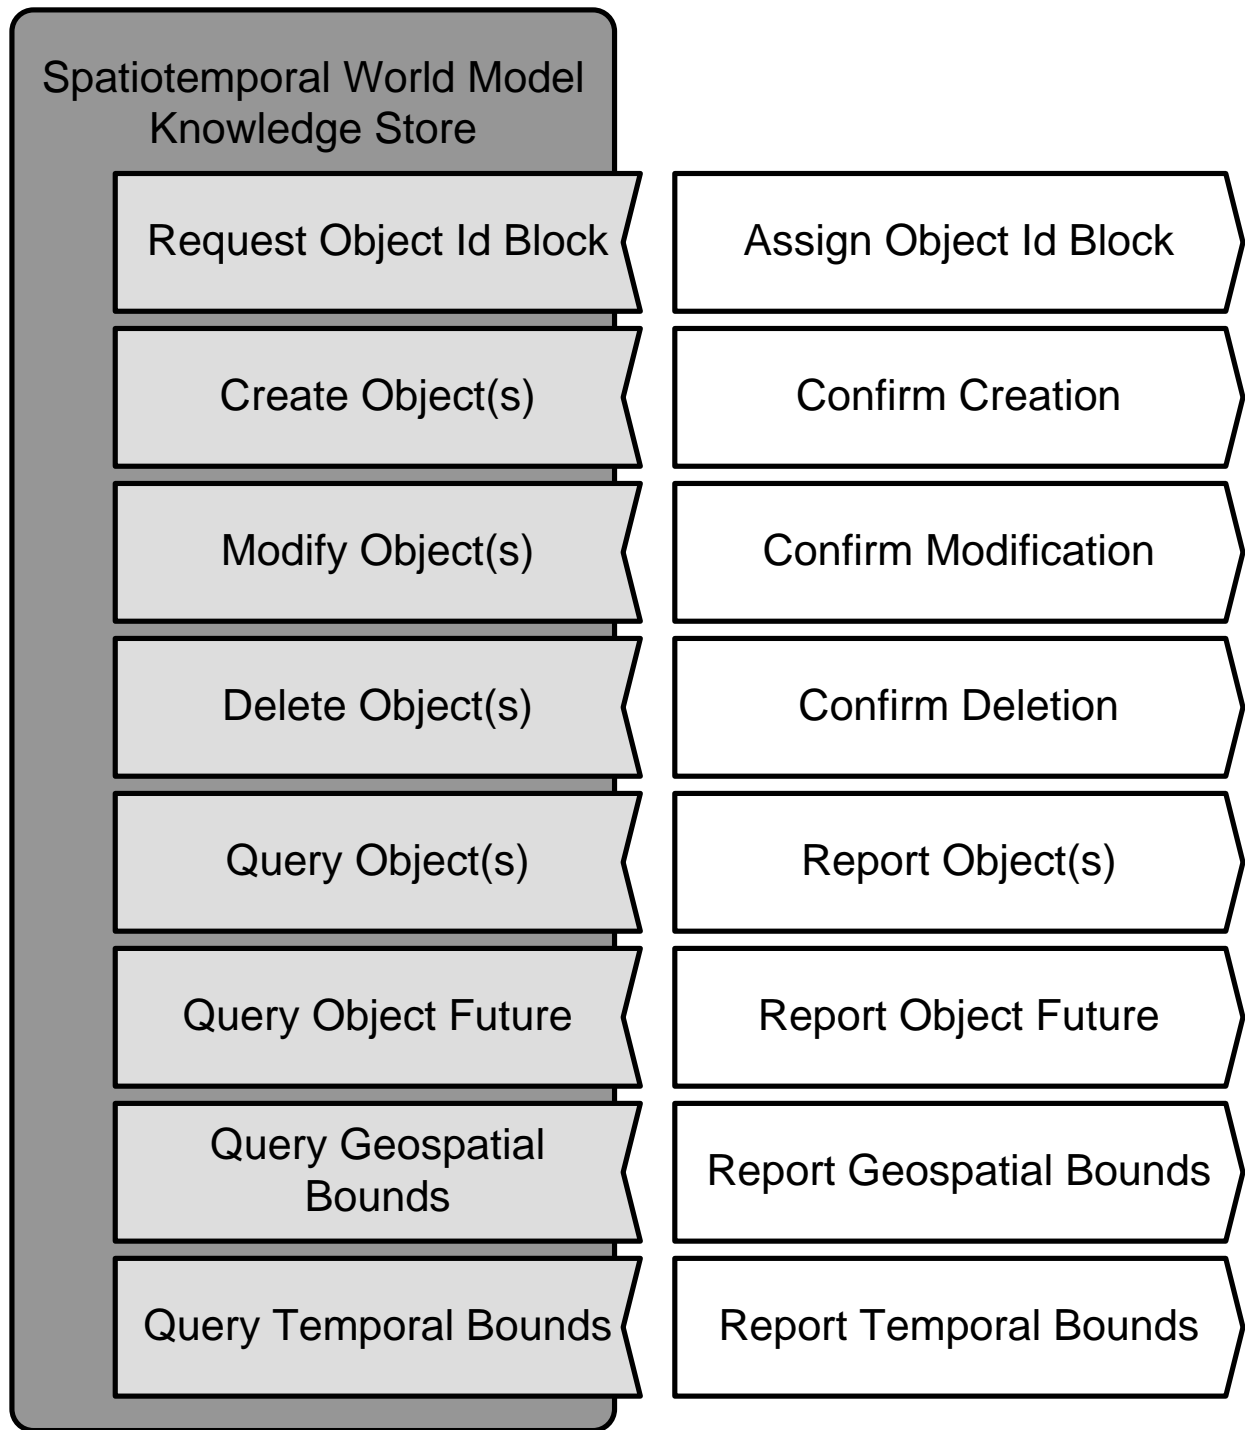 Spatiotemporal World Model
Knowledge Store
Request Object Id Block
Assign Object Id Block
Create Object(s)
Confirm Creation
Modify Object(s)
Confirm Modification
Delete Object(s)
Confirm Deletion
Query Object(s)
Report Object(s)
Query Object Future
Report Object Future
Query Geospatial
Bounds
Report Geospatial Bounds
Query Temporal Bounds
Report Temporal Bounds